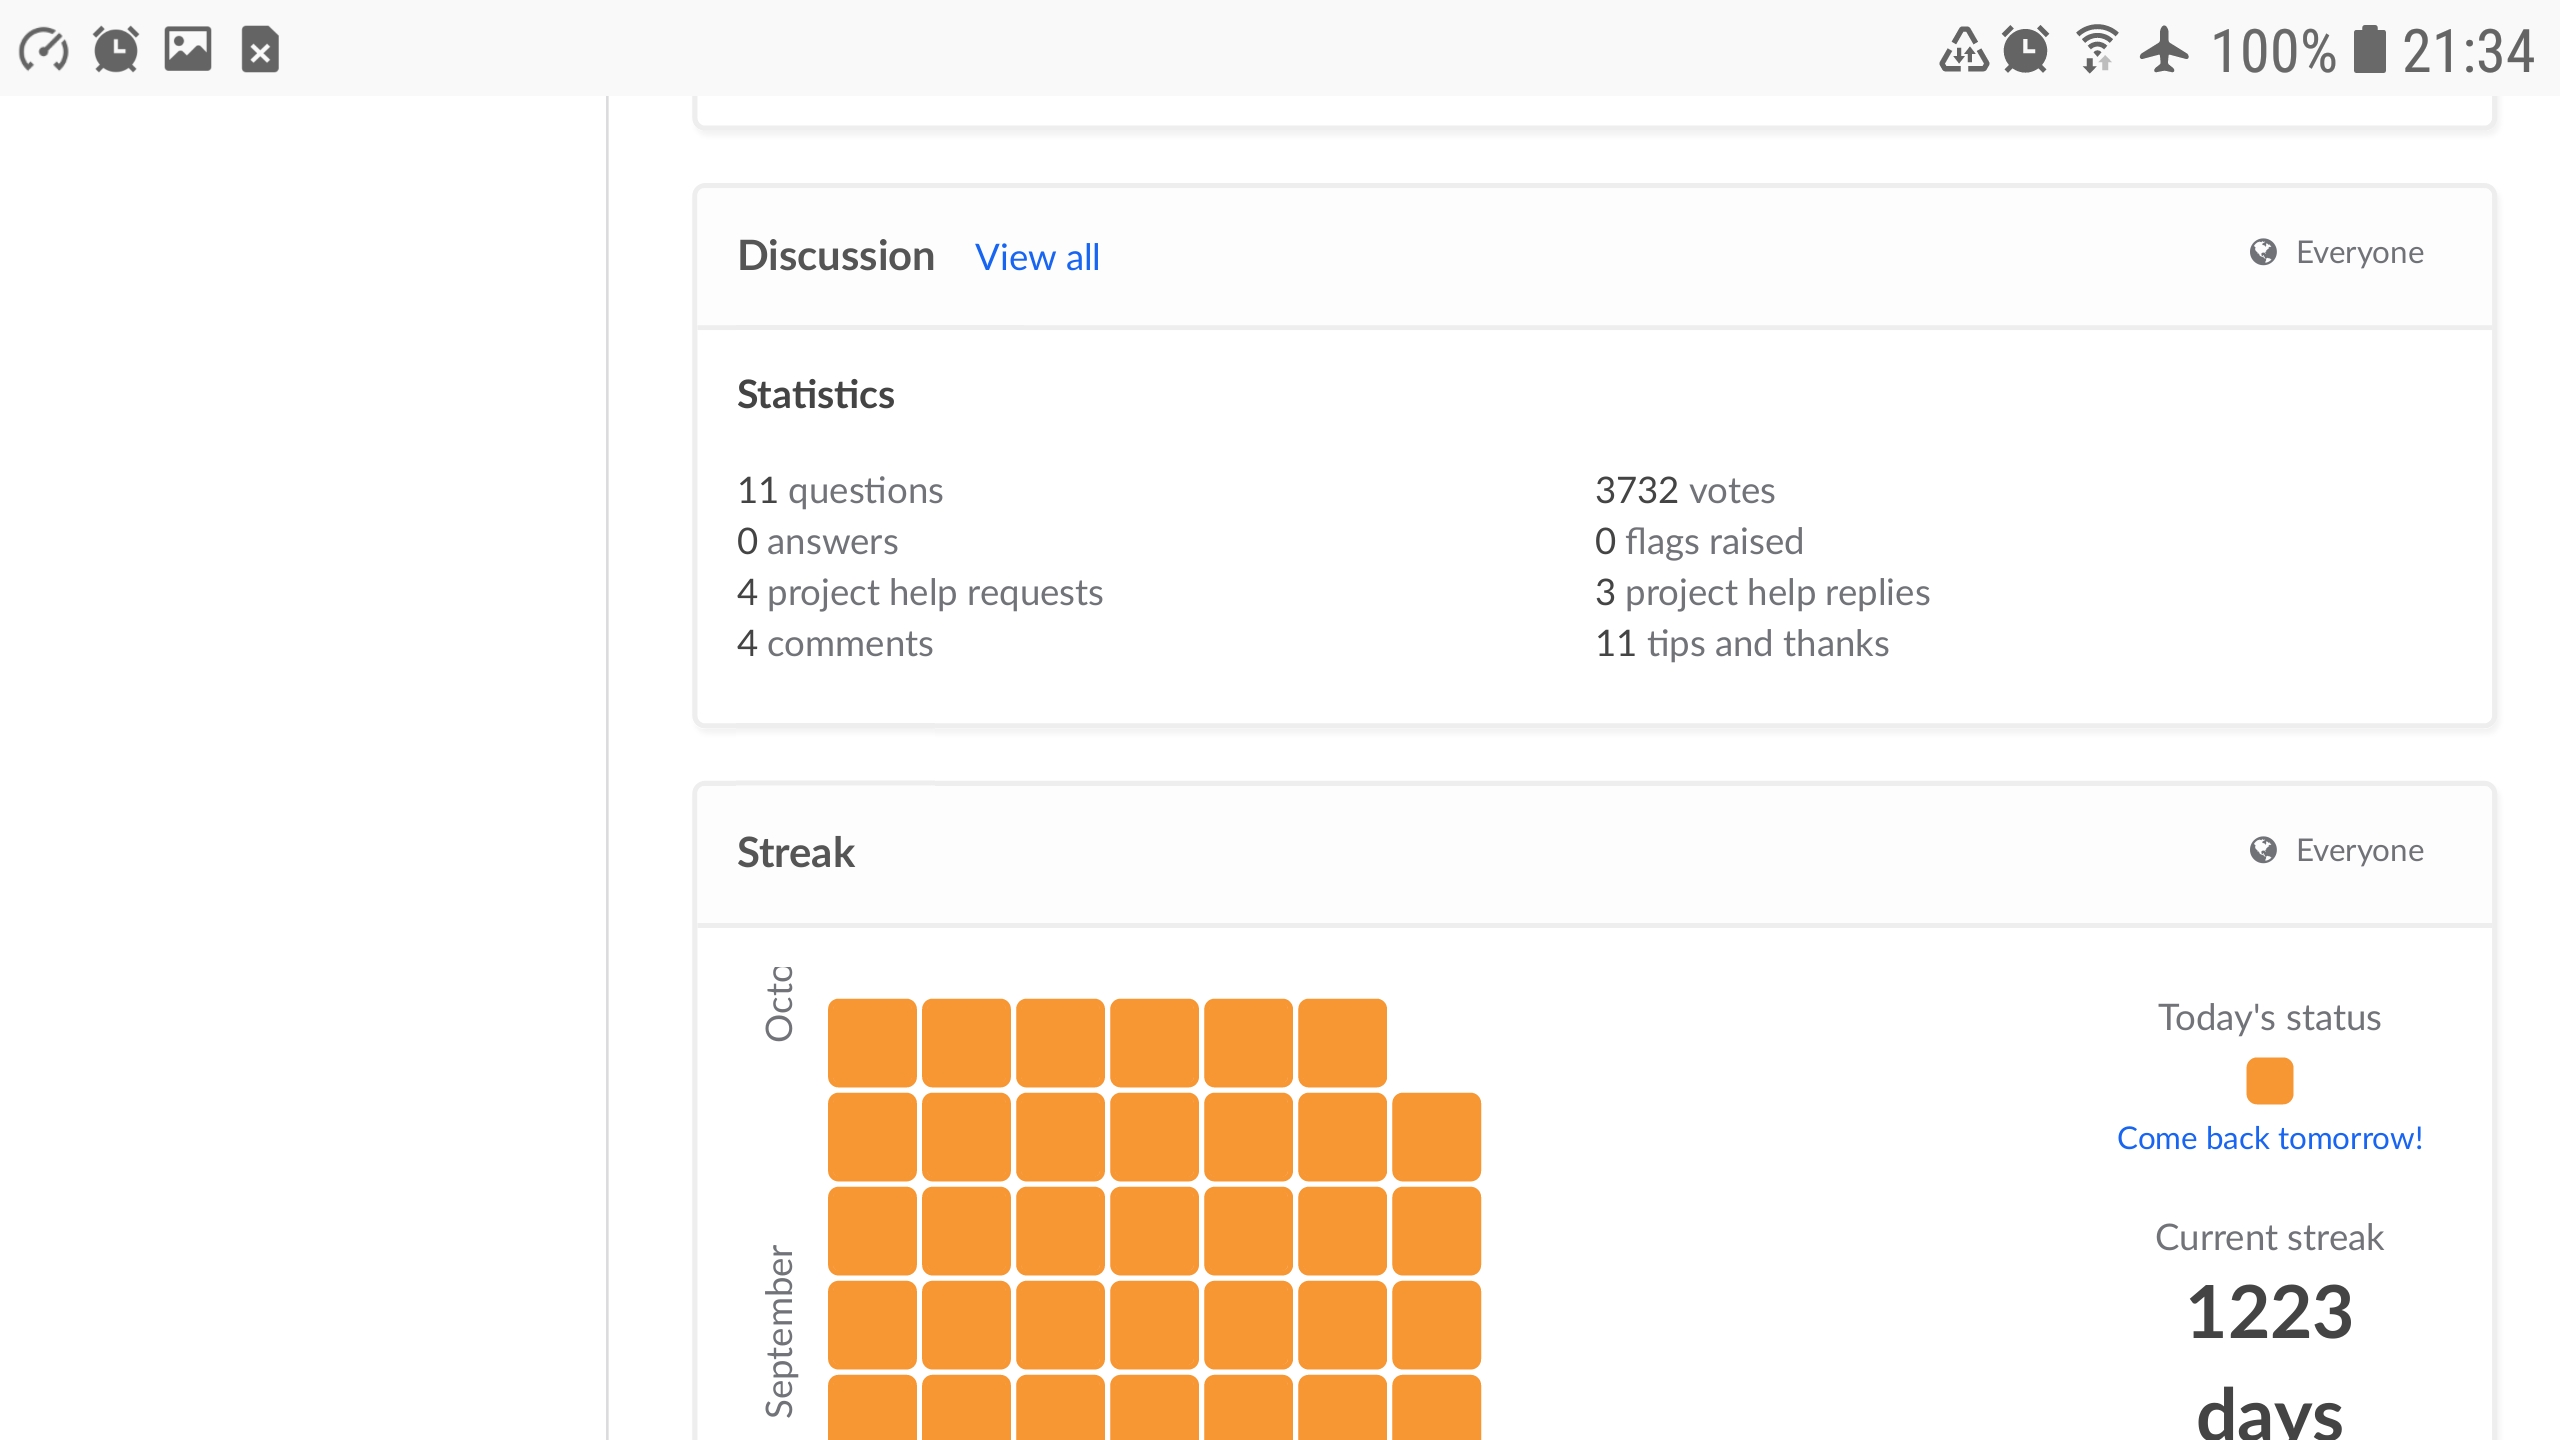 100% 21:34
Discussion View all Everyone
Statistics
11 questions
0 answers
4 project help requests
4 comments
3732 votes
0 flags raised
3 project help replies
11 tips and thanks
Streak Everyone
Octo
September
Today's status
Come back tomorrow!
Current streak
1223
days